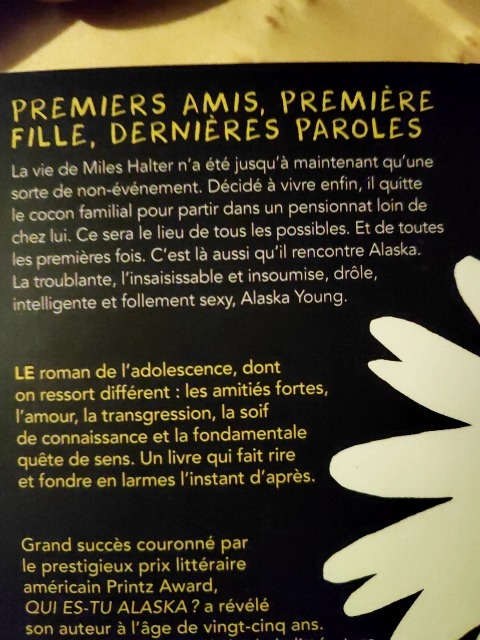 PREMIERS AMIS, PREMIÈRE
FILLE, DERNIÈRES PAROLES
La vie de Miles Halter n'a été jusqu'à maintenant qu'une
sorte de non-événement. Décidé à vivre enfin, il quitte
le cocon familial pour partir dans un pensionnat loin de
chez lui. Ce sera le lieu de tous les possibles. Et de toutes
les premières fois. C'est là aussi qu'il rencontre Alaska.
La troublante, l'insaisissable et insoumise, drôle,
intelligente et follement sexy, Alaska Young.
LE roman de l'adolescence, dont
on ressort différent : les amitiés fortes,
l'amour, la transgression, la soif
de connaissance et la fondamentale
quête de sens. Un livre qui fait rire
et fondre en larmes l'instant d'après.
Grand succès couronné par
le prestigieux prix littéraire
américain Printz Award,
QUI ES-TU ALASKA ? a révélé
son auteur à l'âge de vingt-cinq ans.